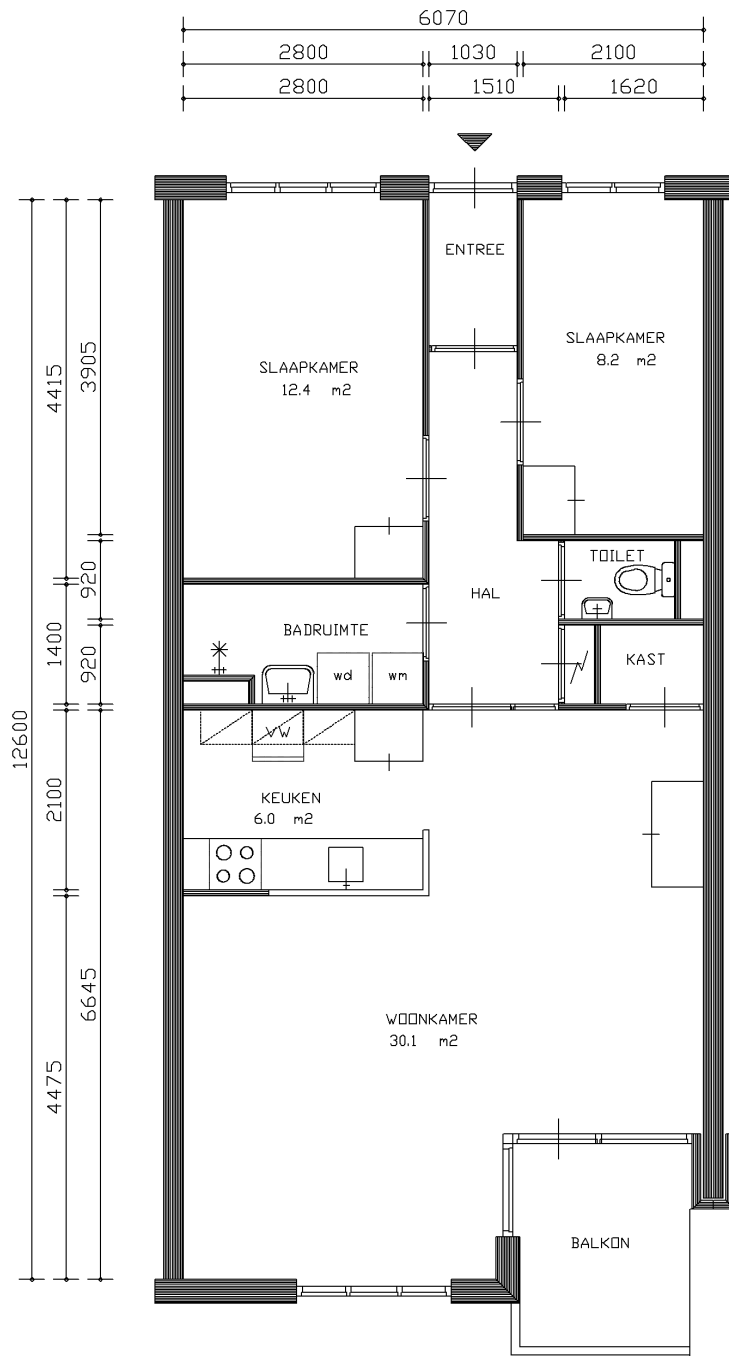 6070
2800 1030 2100
2800 1510 1620
ENTREE
SLAAPKAMER
8.2 m2
SLAAPKAMER
12.4 m2
3905
4415
TOILET
920
HAL
BADRUIMTE
1400
920
KAST
wd wm
VW
12600
2100
KEUKEN
6.0 m2
6645
WOONKAMER
30.1 m2
4475
BALKON